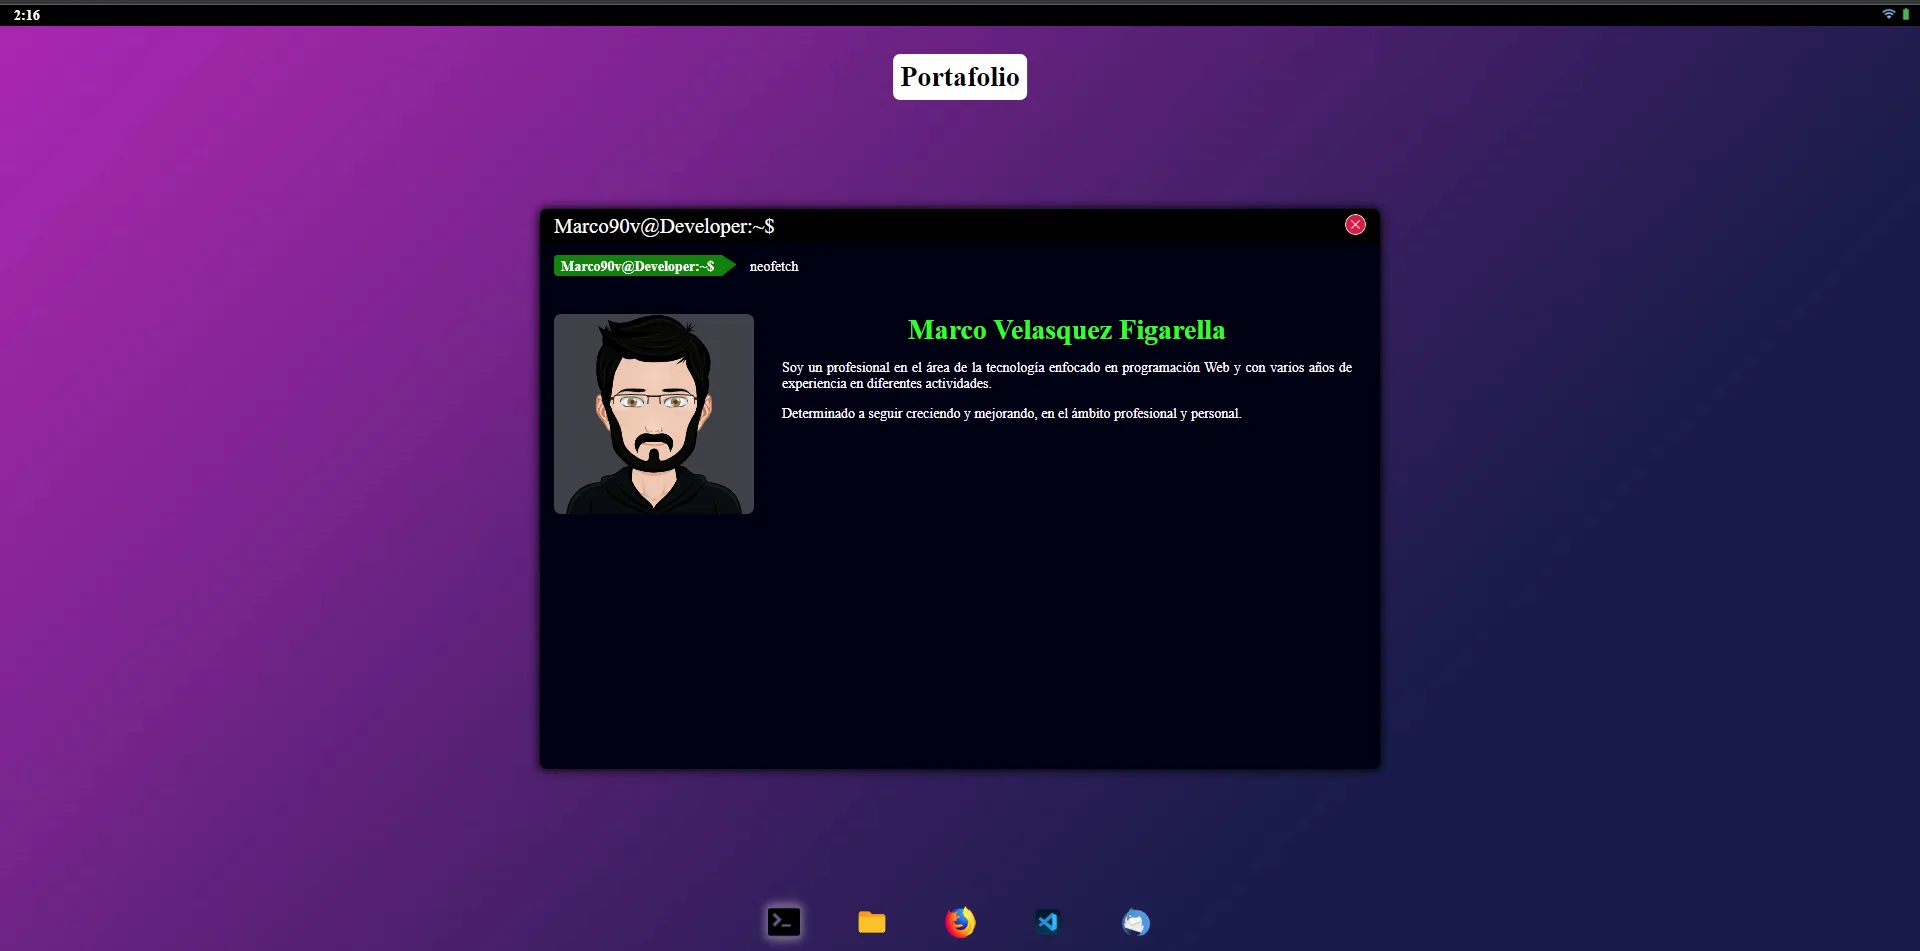 2:16
Portafolio
Marco90v@Developer:~$
Marco90v@Developer:~$ neofetch
Marco Velasquez Figarella
Soy un profesional en el área de la tecnología enfocado en programación Web y con varios años de
experiencia en diferentes actividades.
Determinado a seguir creciendo y mejorando, en el ámbito profesional y personal.